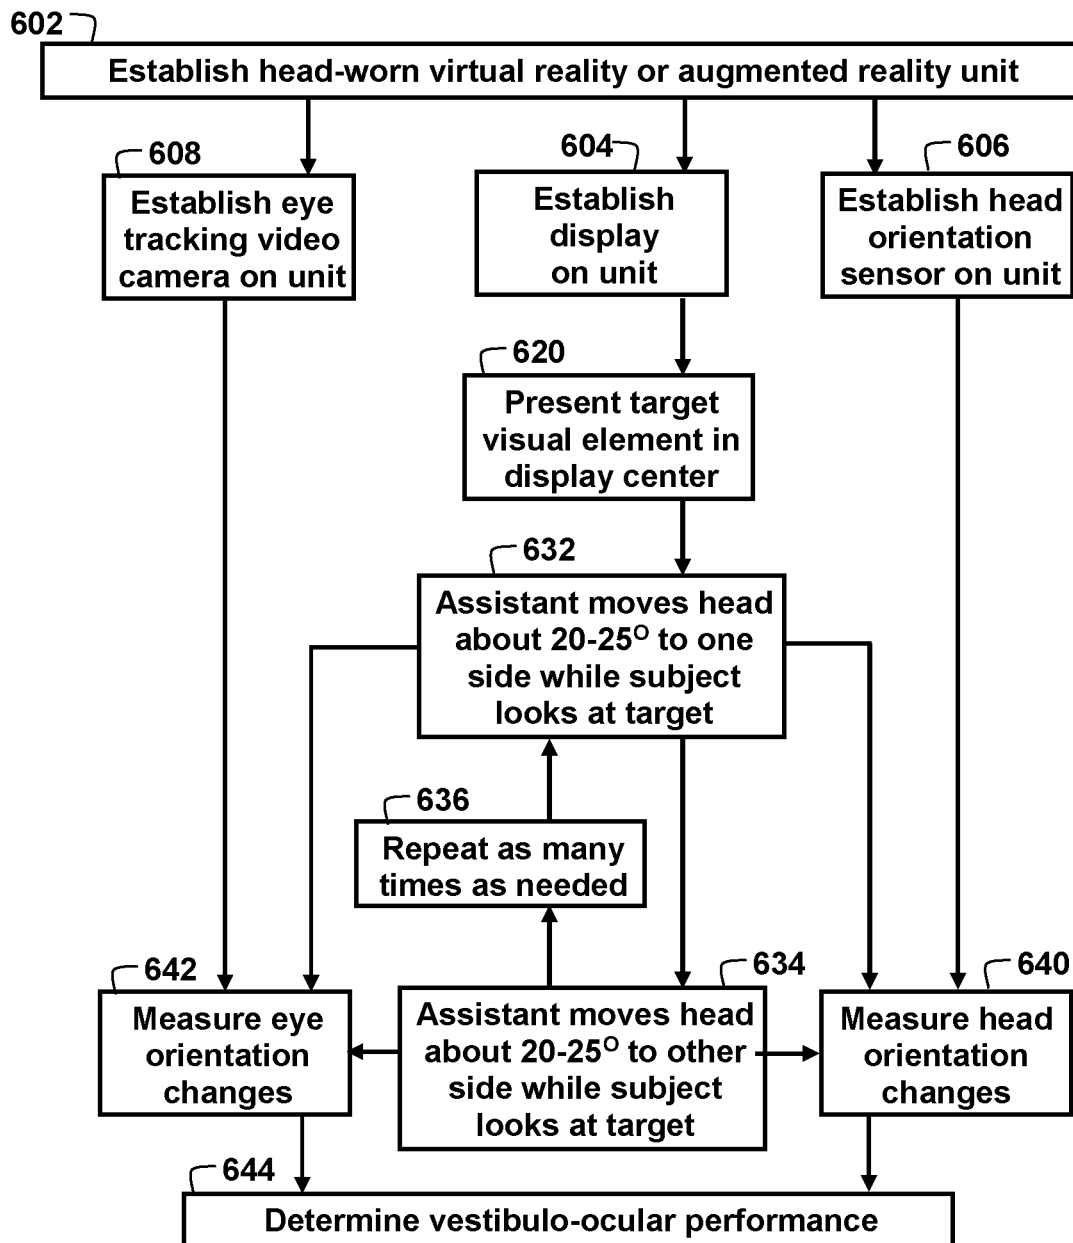 602
Establish head-worn virtual reality or augmented reality unit
608
Establish eye
tracking video
camera on unit
604
Establish
display
on unit
606
Establish head
orientation
sensor on unit
620
Present target
visual element in
display center
632
Assistant moves head
about 20-25° to one
side while subject
looks at target
636
Repeat as many
times as needed
642
Measure eye
orientation
changes
634
Assistant moves head
about 20-25° to other
side while subject
looks at target
640
Measure head
orientation
changes
644
Determine vestibulo-ocular performance